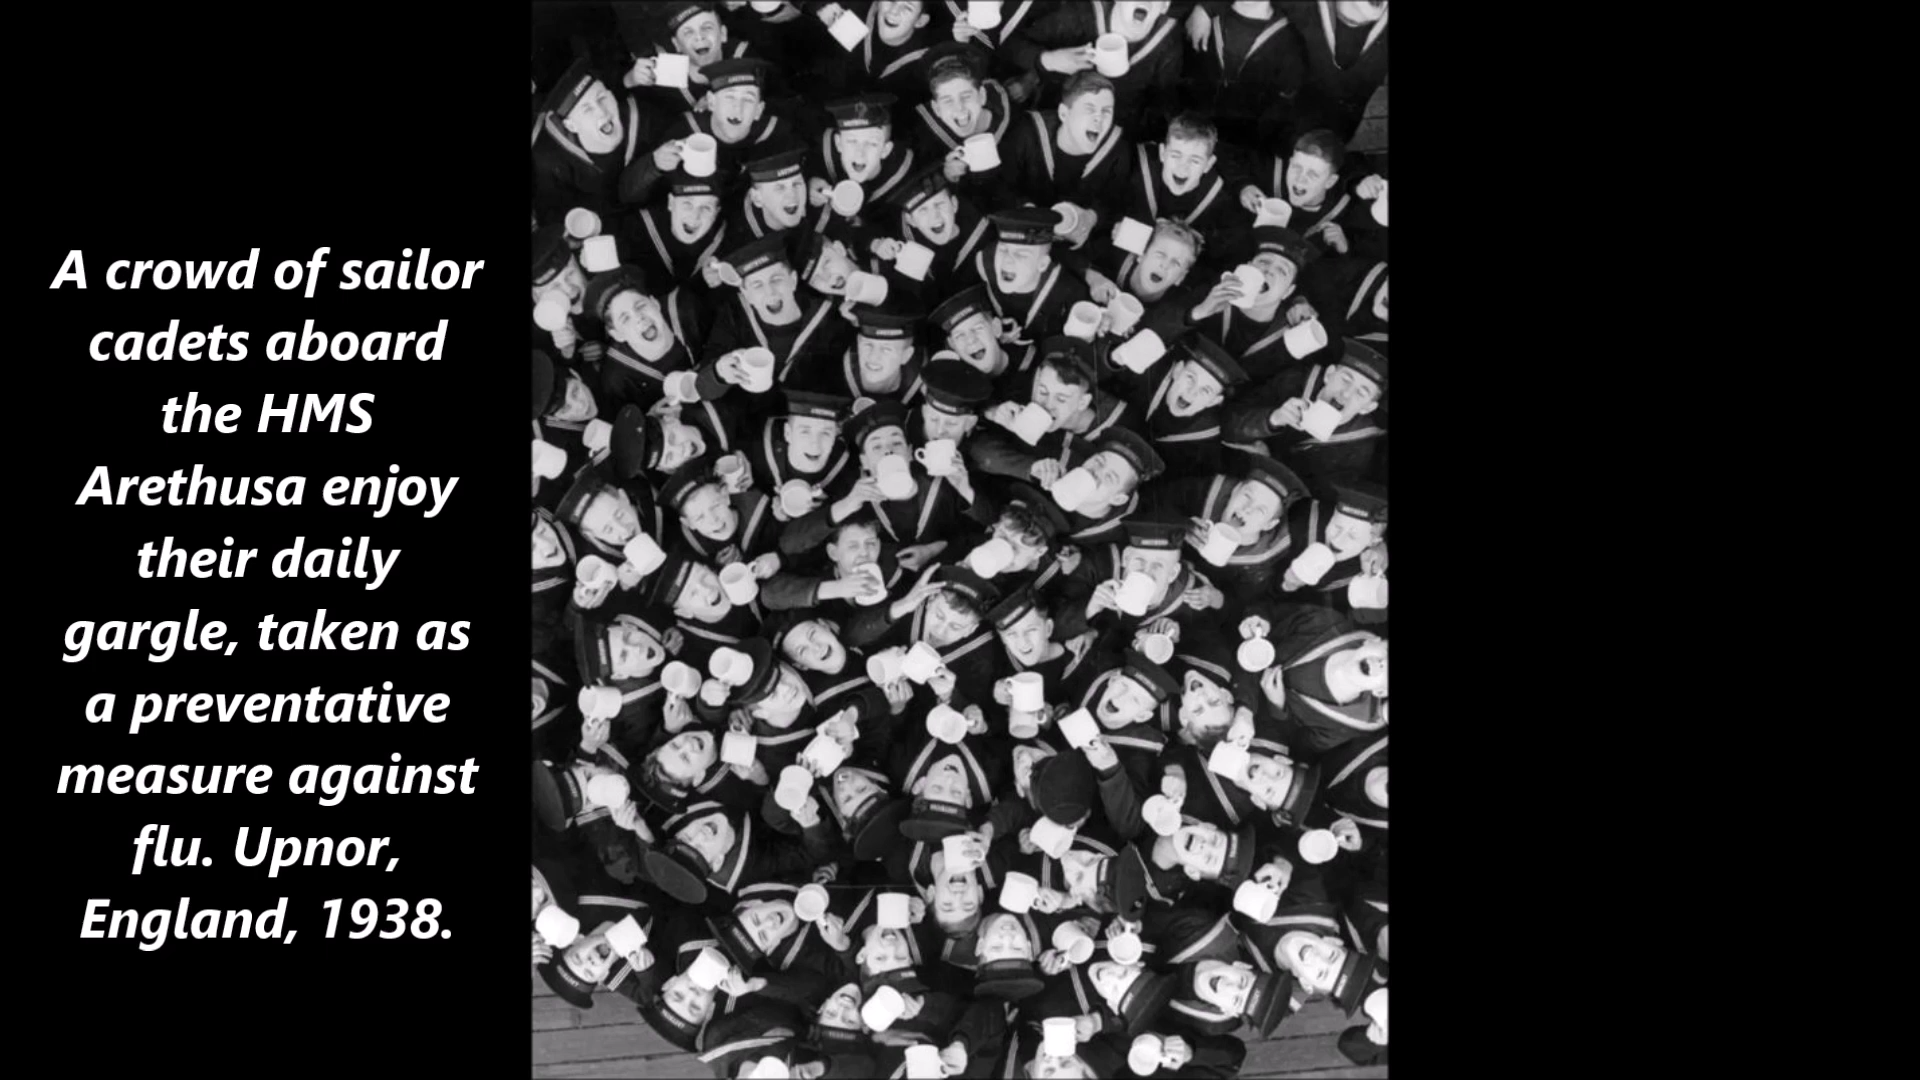 A crowd of sailor
cadets aboard
the HMS
Arethusa enjoy
their daily
gargle, taken as
a preventative
measure against
flu. Upnor,
England, 1938.